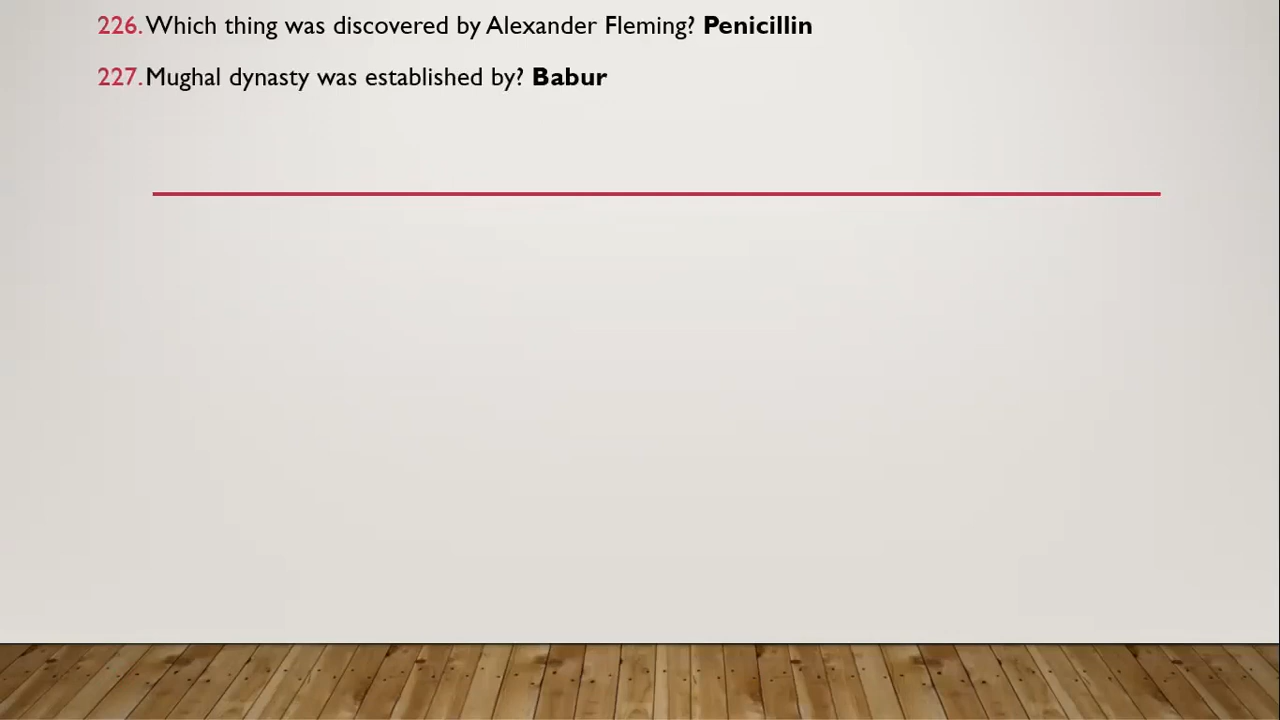 226. Which thing was discovered by Alexander Fleming? Penicillin
227. Mughal dynasty was established by? Babur